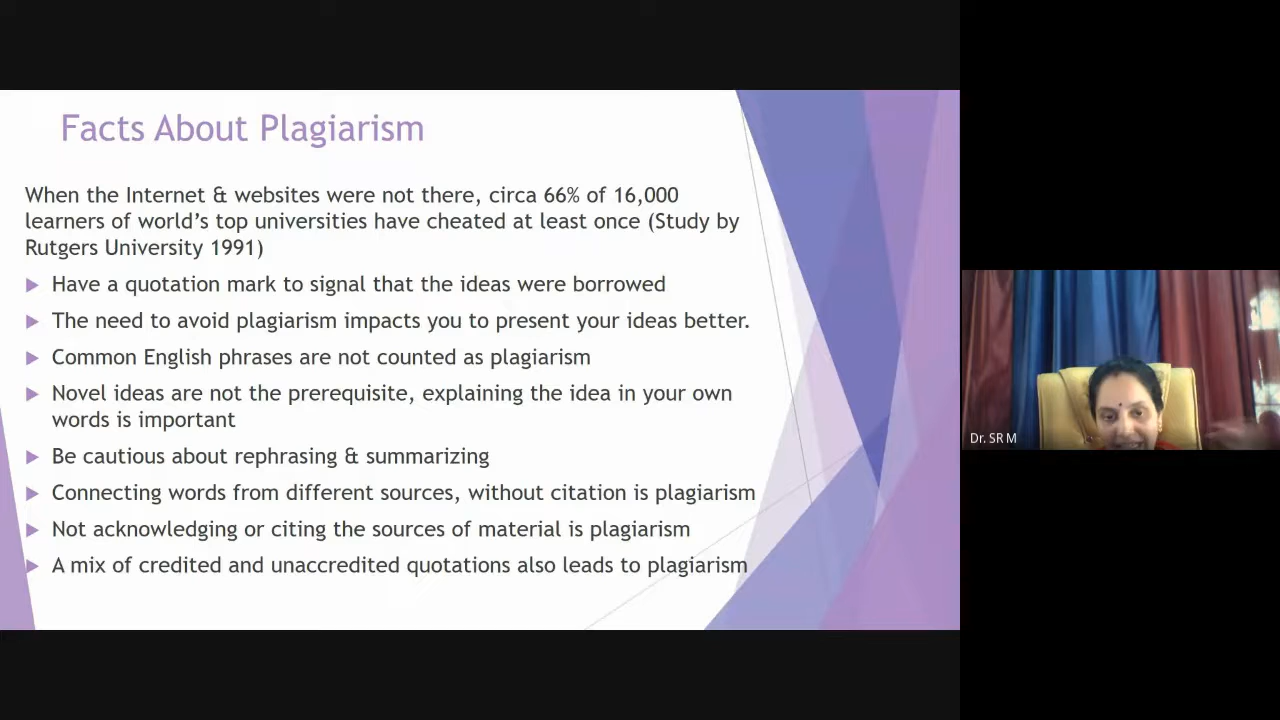 Facts About Plagiarism
When the Internet & websites were not there, circa 66% of 16,000
learners of world’s top universities have cheated at least once (Study by
Rutgers University 1991)
Have a quotation mark to signal that the ideas were borrowed
The need to avoid plagiarism impacts you to present your ideas better.
Common English phrases are not counted as plagiarism
Novel ideas are not the prerequisite, explaining the idea in your own
words is important
Be cautious about rephrasing & summarizing
Connecting words from different sources, without citation is plagiarism
Not acknowledging or citing the sources of material is plagiarism
A mix of credited and unaccredited quotations also leads to plagiarism
Dr. SR M